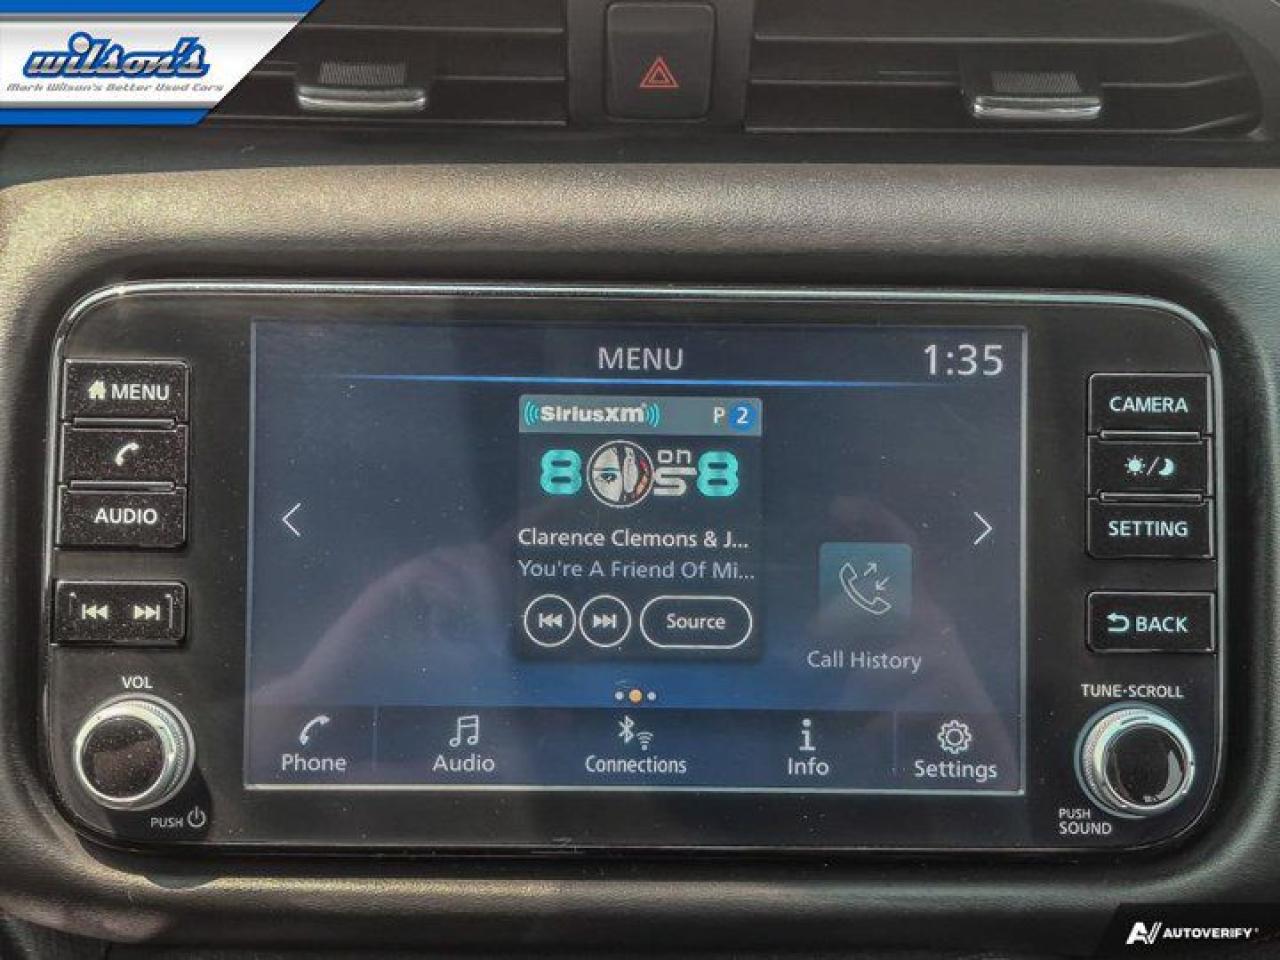 wilson's
Mark Wilson's Better Used Cars
MENU
1:35
MENU
AUDIO
VOL
PUSH
SiriusXM P 2
80s on 8
Clarence Clemons & J...
You're A Friend Of Mi...
Source
Call History
Phone
Audio
Connections
Info
Settings
CAMERA
SETTING
BACK
TUNE·SCROLL
PUSH
SOUND
AUTOVERIFY